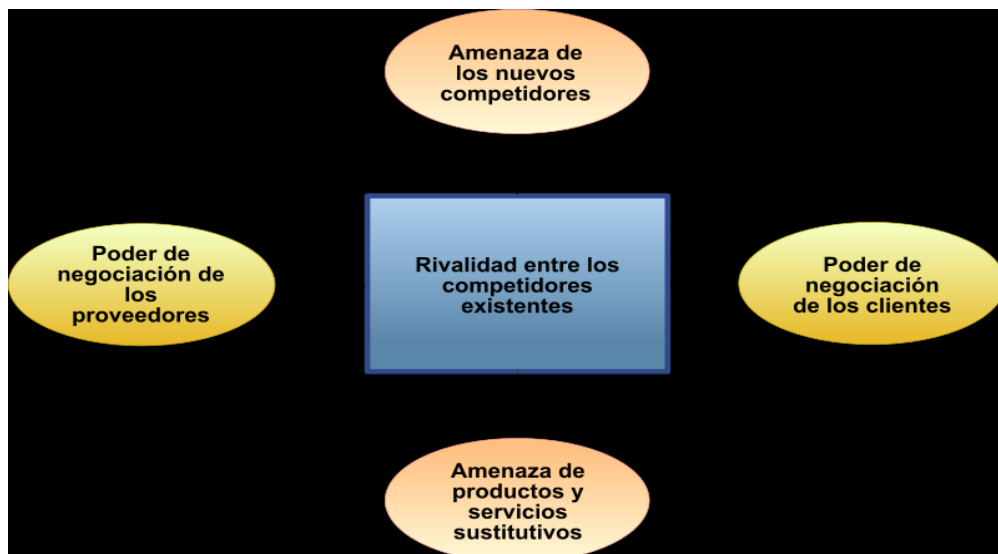 Amenaza de
los nuevos
competidores
Poder de
negociación de
los
proveedores
Rivalidad entre los
competidores
existentes
Poder de
negociación
de los clientes
Amenaza de
productos y
servicios
sustitutivos